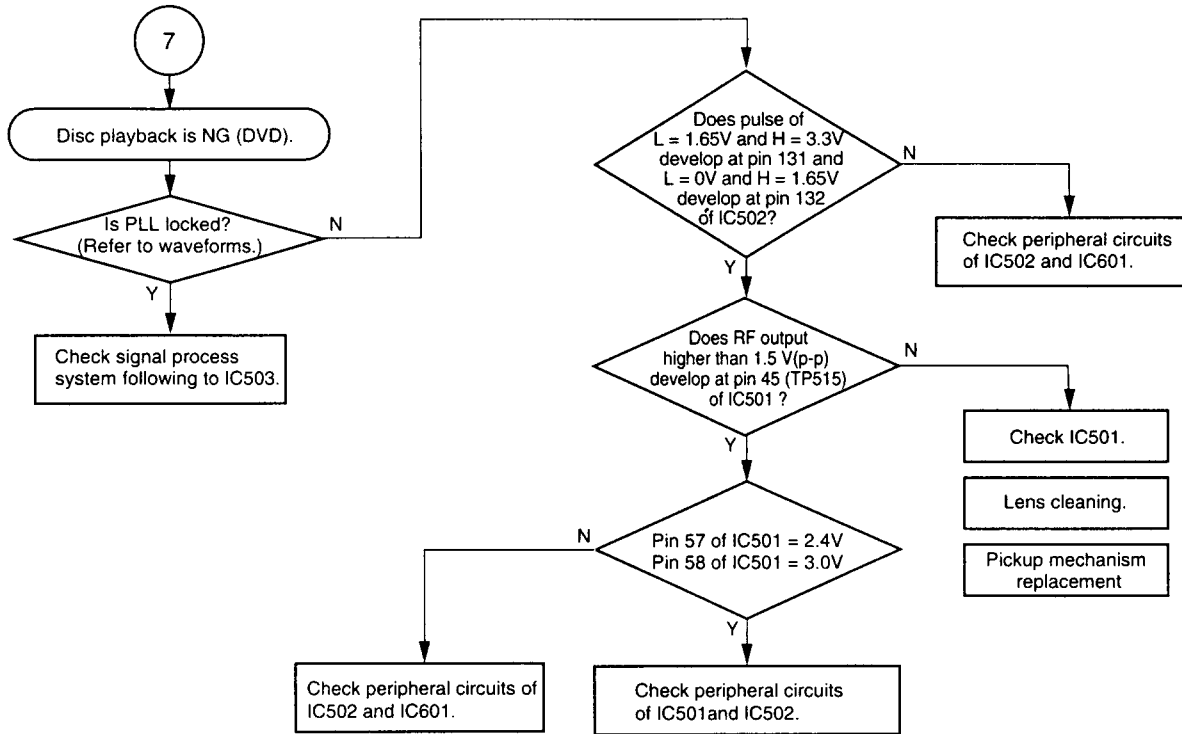 7
Disc playback is NG (DVD).
Is PLL locked?
(Refer to waveforms.)
N
Y
Check signal process
system following to IC503.
Does pulse of
L = 1.65V and H = 3.3V
develop at pin 131 and
L = 0V and H = 1.65V
develop at pin 132
of IC502?
N
Y
Check peripheral circuits
of IC502 and IC601.
Does RF output
higher than 1.5 V(p-p)
develop at pin 45 (TP515)
of IC501 ?
N
Y
Check IC501.
Lens cleaning.
Pickup mechanism
replacement
Pin 57 of IC501 = 2.4V
Pin 58 of IC501 = 3.0V
N
Y
Check peripheral circuits of
IC502 and IC601.
Check peripheral circuits
of IC501and IC502.